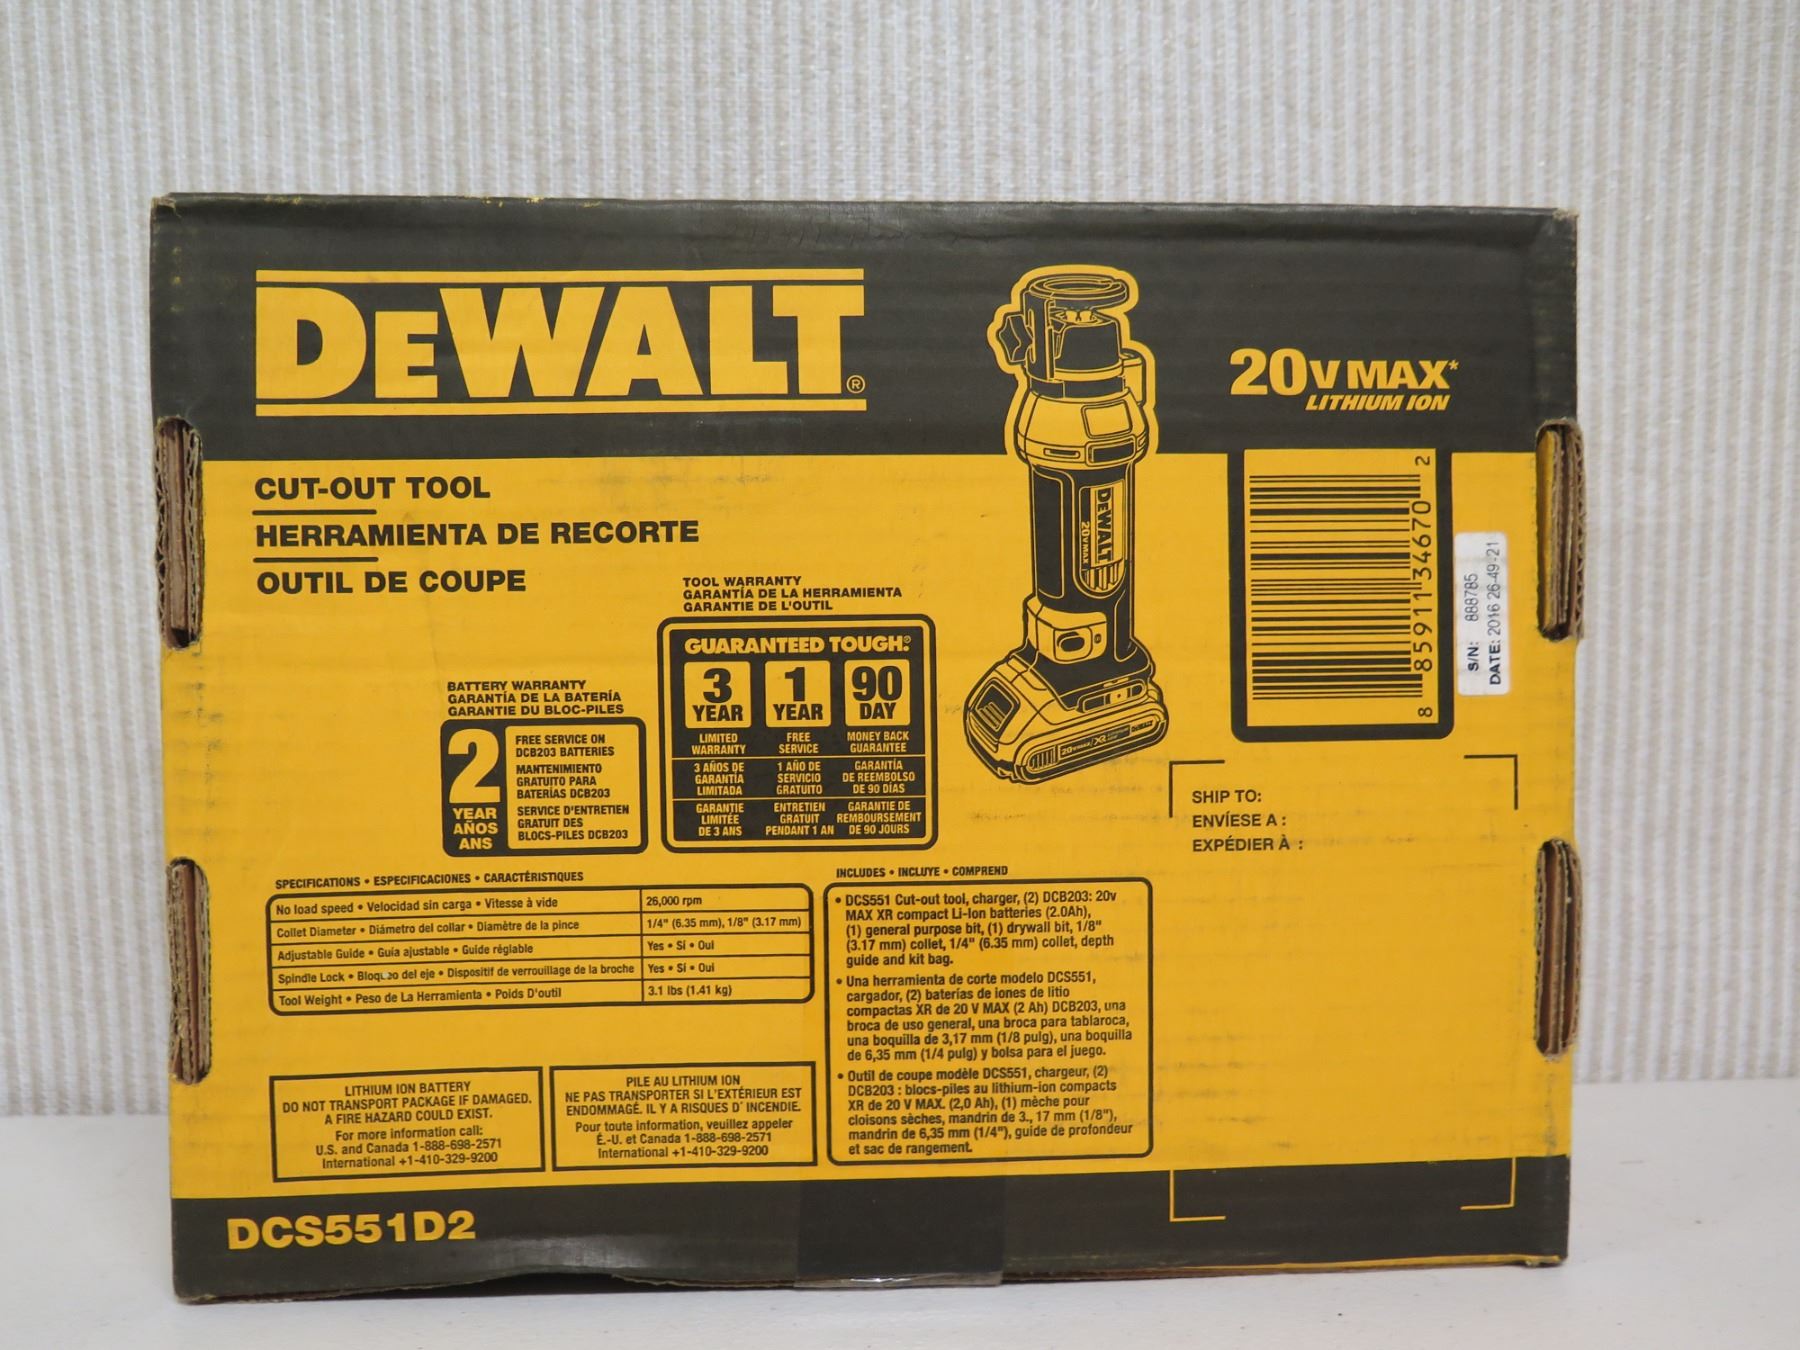 DEWALT®
20V MAX*
LITHIUM ION
CUT-OUT TOOL
HERRAMIENTA DE RECORTE
OUTIL DE COUPE
DEWALT
20V MAX
20V MAX XR
8 85911 34670 2
S/N: 888785
DATE: 2016 26-49-21
TOOL WARRANTY
GARANTÍA DE LA HERRAMIENTA
GARANTIE DE L'OUTIL
GUARANTEED TOUGH.®
3 YEAR
LIMITED
WARRANTY
3 AÑOS DE
GARANTÍA
LIMITADA
GARANTIE
LIMITÉE
DE 3 ANS
1 YEAR
FREE
SERVICE
1 AÑO DE
SERVICIO
GRATUITO
ENTRETIEN
GRATUIT
PENDANT 1 AN
90 DAY
MONEY BACK
GUARANTEE
GARANTÍA
DE REEMBOLSO
DE 90 DÍAS
GARANTIE DE
REMBOURSEMENT
DE 90 JOURS
BATTERY WARRANTY
GARANTÍA DE LA BATERÍA
GARANTIE DU BLOC-PILES
2
YEAR
AÑOS
ANS
FREE SERVICE ON
DCB203 BATTERIES
MANTENIMIENTO
GRATUITO PARA
BATERÍAS DCB203
SERVICE D'ENTRETIEN
GRATUIT DES
BLOCS-PILES DCB203
SHIP TO:
ENVÍESE A :
EXPÉDIER À :
SPECIFICATIONS • ESPECIFICACIONES • CARACTÉRISTIQUES
No load speed • Velocidad sin carga • Vitesse à vide 26,000 rpm
Collet Diameter • Diámetro del collar • Diamètre de la pince 1/4" (6.35 mm), 1/8" (3.17 mm)
Adjustable Guide • Guía ajustable • Guide réglable Yes • Sí • Oui
Spindle Lock • Bloqueo del eje • Dispositif de verrouillage de la broche Yes • Sí • Oui
Tool Weight • Peso de La Herramienta • Poids D'outil 3.1 lbs (1.41 kg)
INCLUDES • INCLUYE • COMPREND
• DCS551 Cut-out tool, charger, (2) DCB203: 20v
MAX XR compact Li-Ion batteries (2.0Ah),
(1) general purpose bit, (1) drywall bit, 1/8"
(3.17 mm) collet, 1/4" (6.35 mm) collet, depth
guide and kit bag.
• Una herramienta de corte modelo DCS551,
cargador, (2) baterías de iones de litio
compactas XR de 20 V MAX (2 Ah) DCB203, una
broca de uso general, una broca para tablaroca,
una boquilla de 3,17 mm (1/8 pulg), una boquilla
de 6,35 mm (1/4 pulg) y bolsa para el juego.
• Outil de coupe modèle DCS551, chargeur, (2)
DCB203 : blocs-piles au lithium-ion compacts
XR de 20 V MAX. (2,0 Ah), (1) mèche pour
cloisons sèches, mandrin de 3., 17 mm (1/8"),
mandrin de 6,35 mm (1/4"), guide de profondeur
et sac de rangement.
LITHIUM ION BATTERY
DO NOT TRANSPORT PACKAGE IF DAMAGED.
A FIRE HAZARD COULD EXIST.
For more information call:
U.S. and Canada 1-888-698-2571
International +1-410-329-9200
PILE AU LITHIUM ION
NE PAS TRANSPORTER SI L'EXTÉRIEUR EST
ENDOMMAGÉ. IL Y A RISQUES D' INCENDIE.
Pour toute information, veuillez appeler
É.-U. et Canada 1-888-698-2571
International +1-410-329-9200
DCS551D2